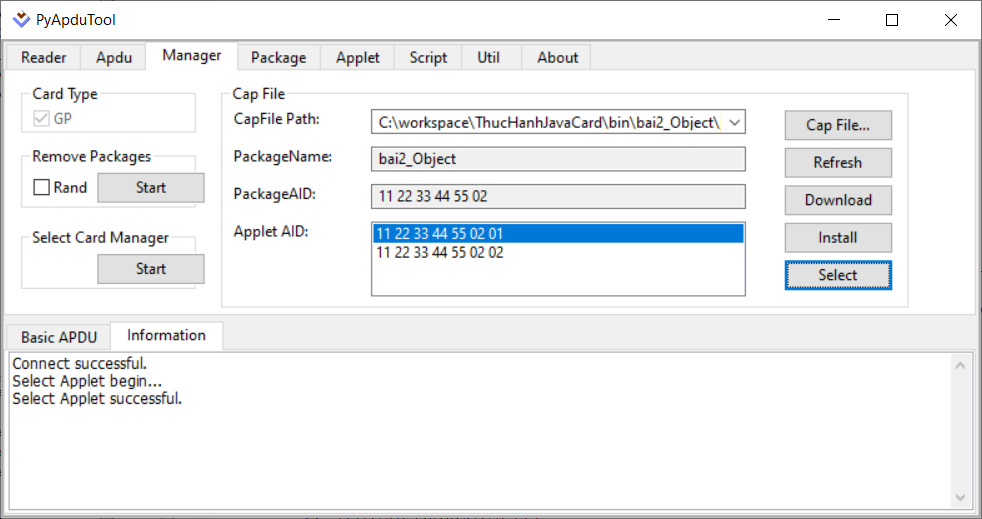 PyApduTool
Reader Apdu Manager Package Applet Script Util About
Card Type
GP
Remove Packages
Rand Start
Select Card Manager
Start
Cap File
CapFile Path: C:\workspace\ThucHanhJavaCard\bin\bai2_Object\ Cap File...
PackageName: bai2_Object Refresh
PackageAID: 11 22 33 44 55 02 Download
Applet AID: 11 22 33 44 55 02 01 Install
11 22 33 44 55 02 02
Select
Basic APDU Information
Connect successful.
Select Applet begin...
Select Applet successful.